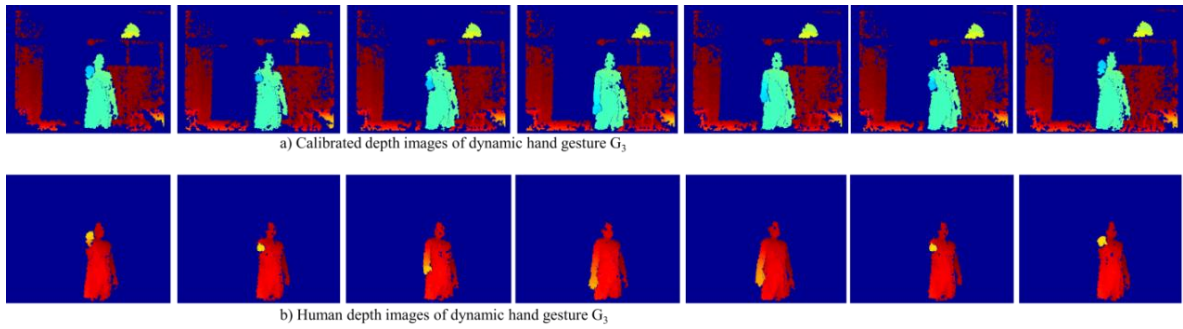 a) Calibrated depth images of dynamic hand gesture G₃
b) Human depth images of dynamic hand gesture G₃